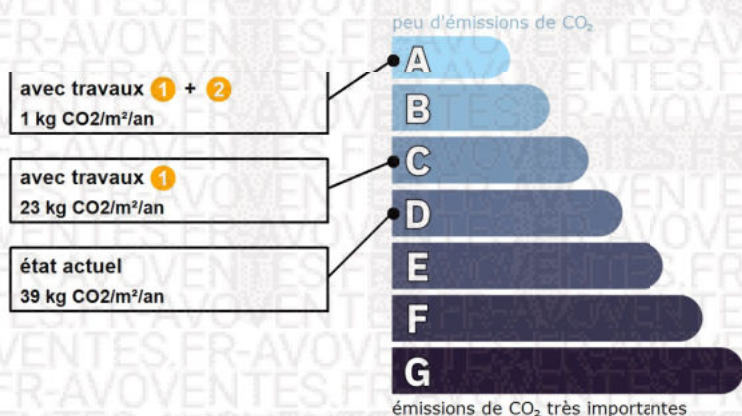 peu d'émissions de CO₂
A
avec travaux 1 + 2
1 kg CO2/m²/an
B
avec travaux 1
23 kg CO2/m²/an
C
D
état actuel
39 kg CO2/m²/an
E
F
G
émissions de CO₂ très importantes